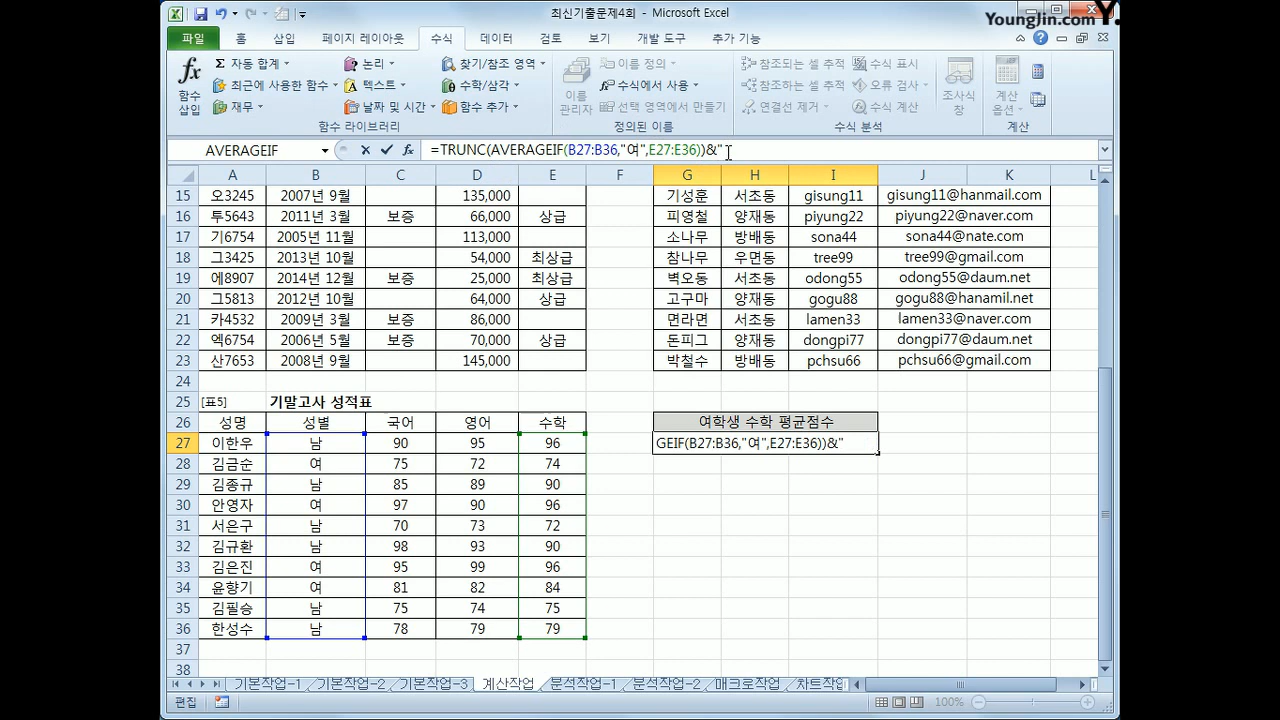 최신기출문제4회 - Microsoft Excel
YoungJin.com Y.
파일 홈 삽입 페이지 레이아웃 수식 데이터 검토 보기 개발 도구 추가 기능
fx 함수 삽입
Σ 자동 합계 논리 찾기/참조 영역
최근에 사용한 함수 텍스트 수학/삼각
재무 날짜 및 시간 함수 추가
함수 라이브러리
이름 관리자
이름 정의
수식에서 사용
선택 영역에서 만들기
정의된 이름
참조되는 셀 추적 수식 표시
참조하는 셀 추적 오류 검사
연결선 제거 수식 계산
조사식 창
수식 분석
계산 옵션
계산
AVERAGEIF fx =TRUNC(AVERAGEIF(B27:B36,"여",E27:E36))&"
A B C D E F G H I J K L
15 오3245 2007년 9월 135,000 기성훈 서초동 gisung11 gisung11@hanmail.com
16 투5643 2011년 3월 보증 66,000 상급 피영철 양재동 piyung22 piyung22@naver.com
17 기6754 2005년 11월 113,000 소나무 방배동 sona44 sona44@nate.com
18 그3425 2013년 10월 54,000 최상급 참나무 우면동 tree99 tree99@gmail.com
19 에8907 2014년 12월 보증 25,000 최상급 벽오동 서초동 odong55 odong55@daum.net
20 그5813 2012년 10월 64,000 상급 고구마 양재동 gogu88 gogu88@hanamil.net
21 카4532 2009년 3월 보증 86,000 면라면 서초동 lamen33 lamen33@naver.com
22 엑6754 2006년 5월 보증 70,000 상급 돈피그 양재동 dongpi77 dongpi77@daum.net
23 산7653 2008년 9월 145,000 박철수 방배동 pchsu66 pchsu66@gmail.com
24
25 [표5] 기말고사 성적표
26 성명 성별 국어 영어 수학 여학생 수학 평균점수
27 이한우 남 90 95 96 GEIF(B27:B36,"여",E27:E36))&"
28 김금순 여 75 72 74
29 김종규 남 85 89 90
30 안영자 여 97 90 96
31 서은구 남 70 73 72
32 김규환 남 98 93 90
33 김은진 여 95 99 96
34 윤향기 여 81 82 84
35 김필승 남 75 74 75
36 한성수 남 78 79 79
37
38
기본작업-1 기본작업-2 기본작업-3 계산작업 분석작업-1 분석작업-2 매크로작업 차트작업
편집 100%